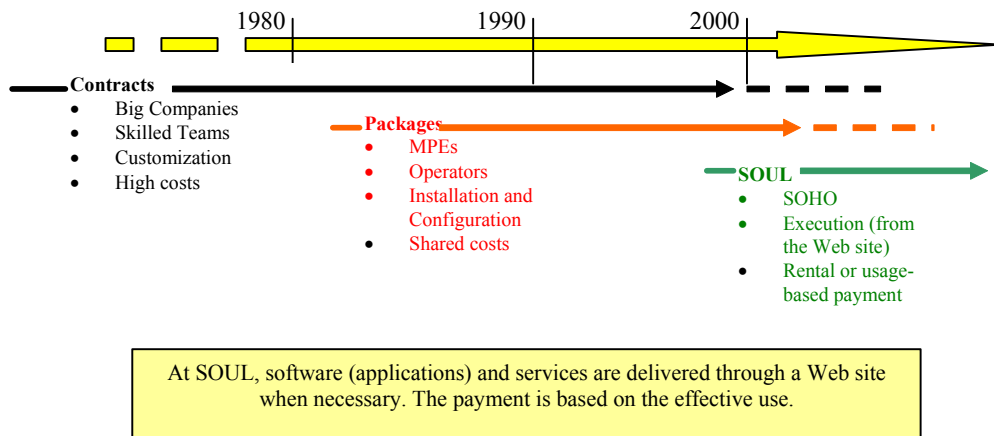 1980
1990
2000
Contracts
• Big Companies
• Skilled Teams
• Customization
• High costs
Packages
• MPEs
• Operators
• Installation and
Configuration
• Shared costs
SOUL
• SOHO
• Execution (from
the Web site)
• Rental or usage-
based payment
At SOUL, software (applications) and services are delivered through a Web site
when necessary. The payment is based on the effective use.